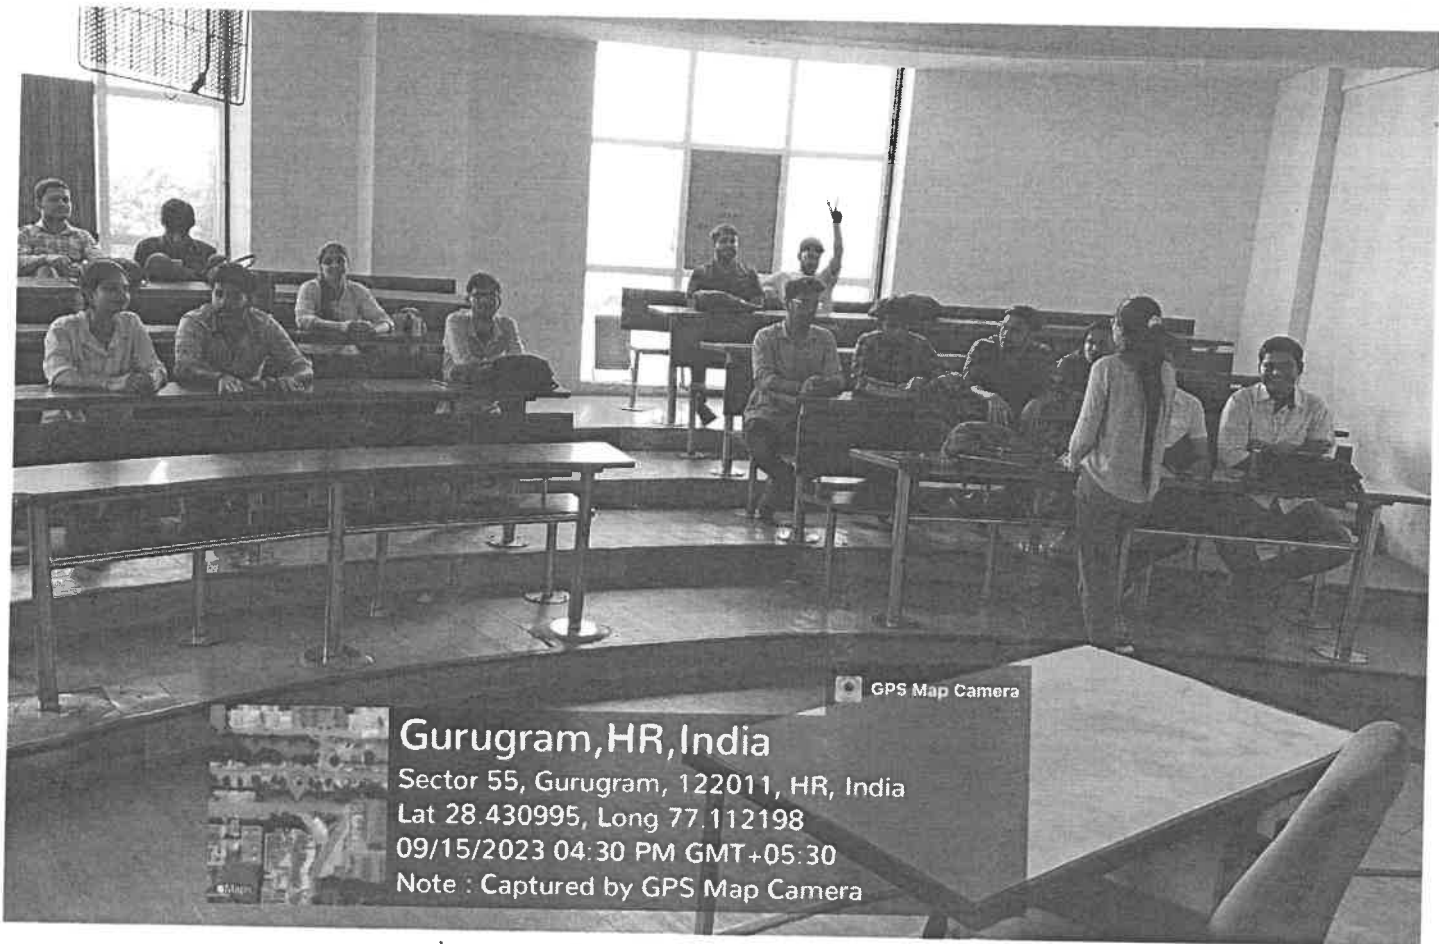 GPS Map Camera
Gurugram,HR,India
Sector 55, Gurugram, 122011, HR, India
Lat 28.430995, Long 77.112198
09/15/2023 04:30 PM GMT+05:30
Note : Captured by GPS Map Camera
Maps